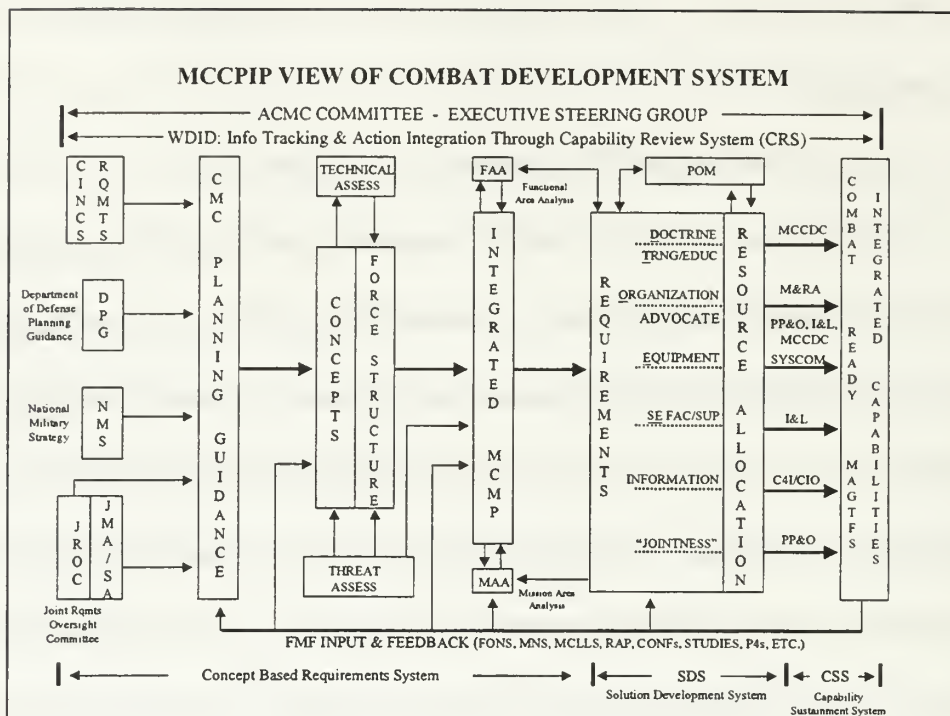 MCCPIP VIEW OF COMBAT DEVELOPMENT SYSTEM
ACMC COMMITTEE - EXECUTIVE STEERING GROUP
WDID: Info Tracking & Action Integration Through Capability Review System (CRS)
CINCS
RQMTS
Department
of Defense
Planning
Guidance
DPG
National
Military
Strategy
NMS
JROC
JMA/SA
Joint Rqmts
Oversight
Committee
CMC PLANNING GUIDANCE
TECHNICAL
ASSESS
CONCEPTS
FORCE STRUCTURE
THREAT
ASSESS
FAA
Functional
Area Analysis
INTEGRATED MCMP
MAA
Mission Area
Analysis
POM
REQUIREMENTS
DOCTRINE
TRNG/EDUC
ORGANIZATION
ADVOCATE
EQUIPMENT
SE FAC/SUP
INFORMATION
"JOINTNESS"
RESOURCE ALLOCATION
MCCDC
M&RA
PP&O, I&L,
MCCDC
SYSCOM
I&L
C4I/CIO
PP&O
COMBAT READY MAGTFS
INTEGRATED CAPABILITIES
FMF INPUT & FEEDBACK (FONS, MNS, MCLLS, RAP, CONFs, STUDIES, P4s, ETC.)
Concept Based Requirements System
SDS
Solution Development System
CSS
Capability
Sustainment System